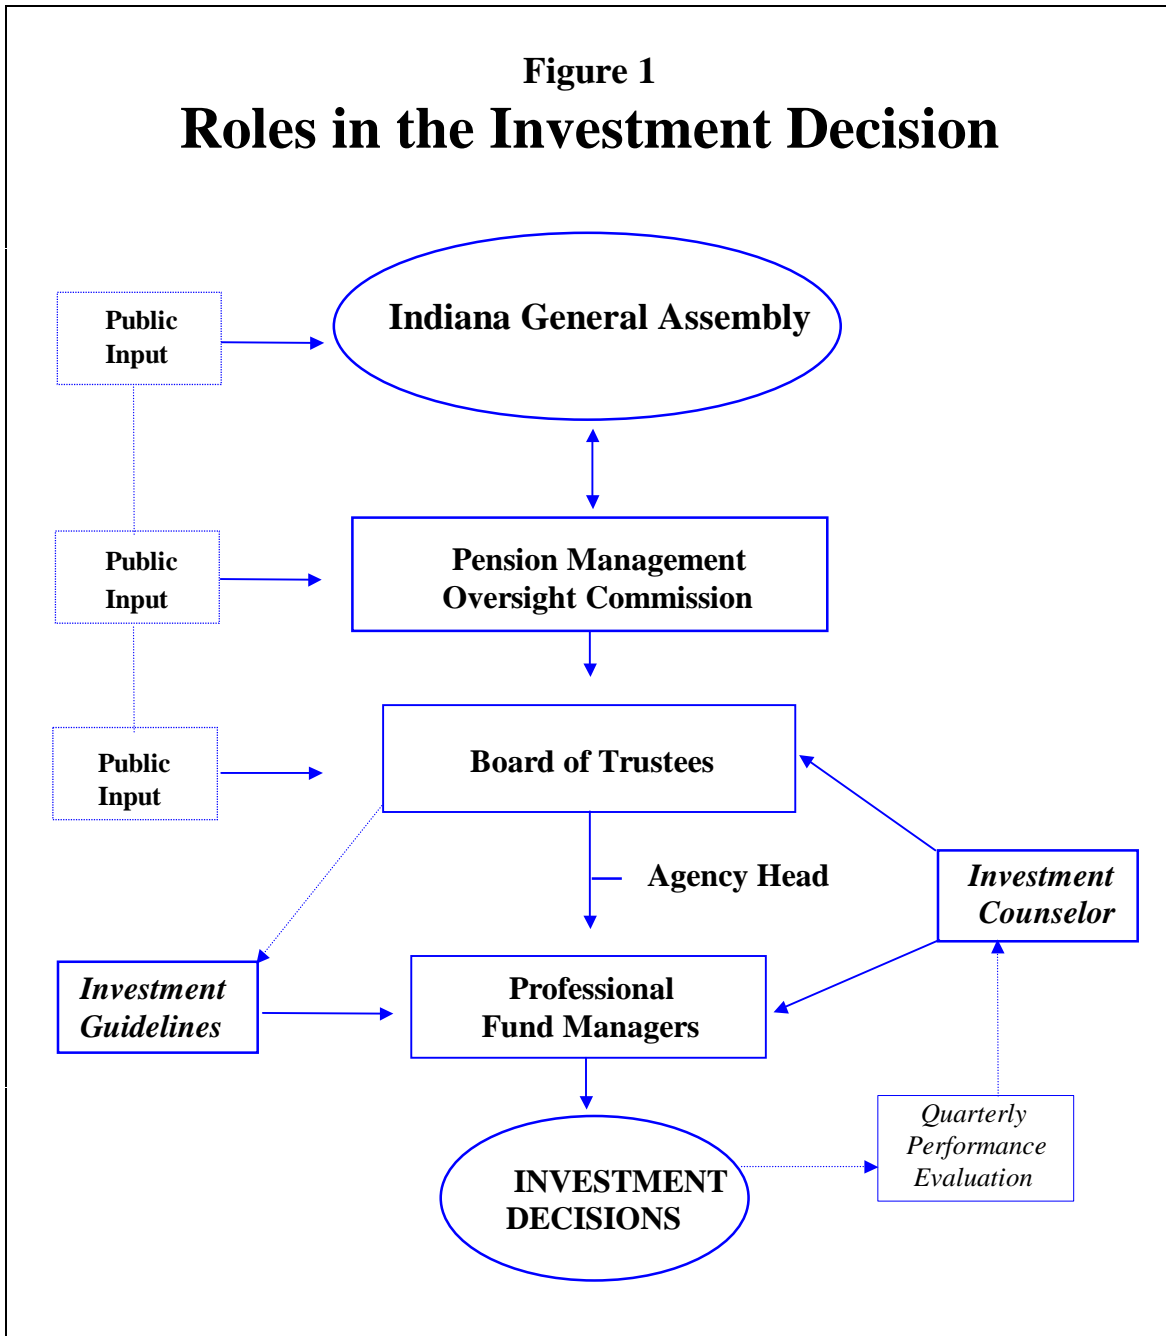 Figure 1
Roles in the Investment Decision
Public
Input
Indiana General Assembly
Public
Input
Pension Management
Oversight Commission
Public
Input
Board of Trustees
Agency Head
Investment
Counselor
Investment
Guidelines
Professional
Fund Managers
Quarterly
Performance
Evaluation
INVESTMENT
DECISIONS